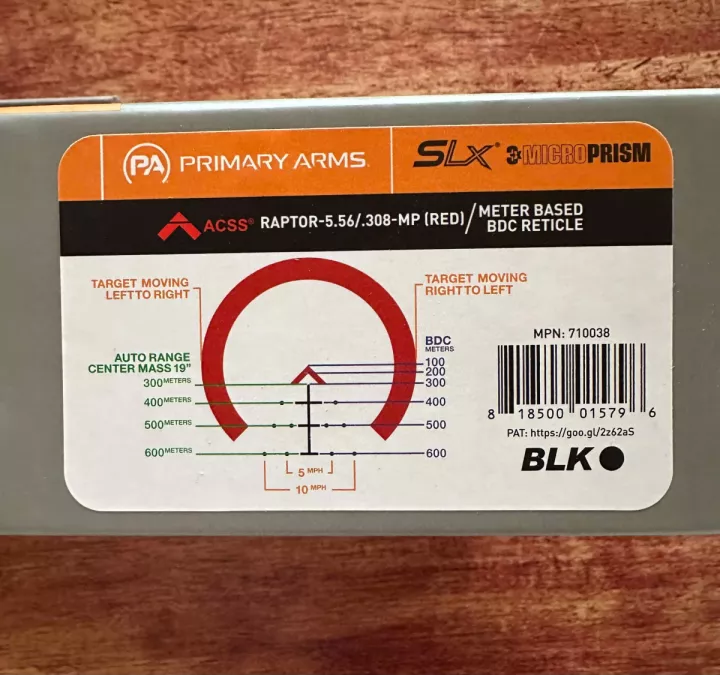 PA PRIMARY ARMS®
SLX® 3X MICROPRISM
ACSS® RAPTOR-5.56/.308-MP (RED)/METER BASED
BDC RETICLE
TARGET MOVING
LEFT TO RIGHT
TARGET MOVING
RIGHT TO LEFT
AUTO RANGE
CENTER MASS 19"
300 METERS
400 METERS
500 METERS
600 METERS
BDC
METERS
100
200
300
400
500
600
5 MPH
10 MPH
MPN: 710038
8 18500 01579 6
PAT: https://goo.gl/2z62aS
BLK